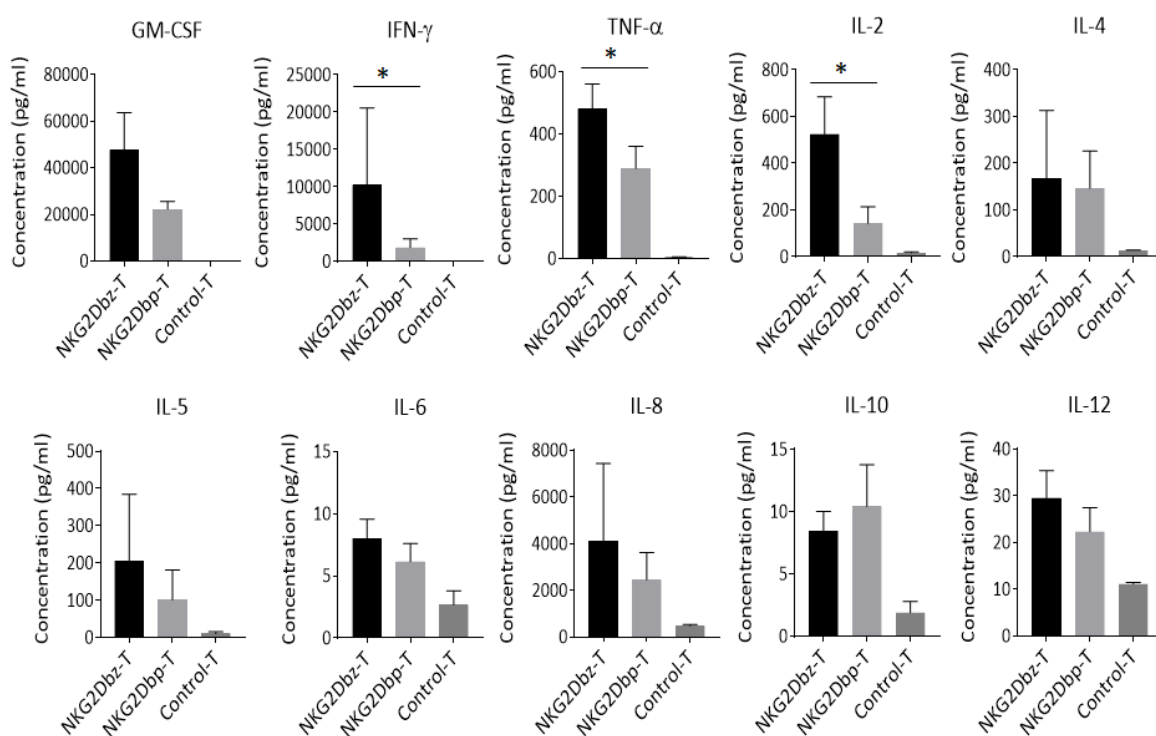 GM-CSF
Concentration (pg/ml)
80000
60000
40000
20000
0
NKG2Dbz-T
NKG2Dbp-T
Control-T
IFN-γ
Concentration (pg/ml)
25000
20000
15000
10000
5000
0
*
NKG2Dbz-T
NKG2Dbp-T
Control-T
TNF-α
Concentration (pg/ml)
600
400
200
0
*
NKG2Dbz-T
NKG2Dbp-T
Control-T
IL-2
Concentration (pg/ml)
800
600
400
200
0
*
NKG2Dbz-T
NKG2Dbp-T
Control-T
IL-4
Concentration (pg/ml)
400
300
200
100
0
NKG2Dbz-T
NKG2Dbp-T
Control-T
IL-5
Concentration (pg/ml)
500
400
300
200
100
0
NKG2Dbz-T
NKG2Dbp-T
Control-T
IL-6
Concentration (pg/ml)
15
10
5
0
NKG2Dbz-T
NKG2Dbp-T
Control-T
IL-8
Concentration (pg/ml)
8000
6000
4000
2000
0
NKG2Dbz-T
NKG2Dbp-T
Control-T
IL-10
Concentration (pg/ml)
15
10
5
0
NKG2Dbz-T
NKG2Dbp-T
Control-T
IL-12
Concentration (pg/ml)
40
30
20
10
0
NKG2Dbz-T
NKG2Dbp-T
Control-T